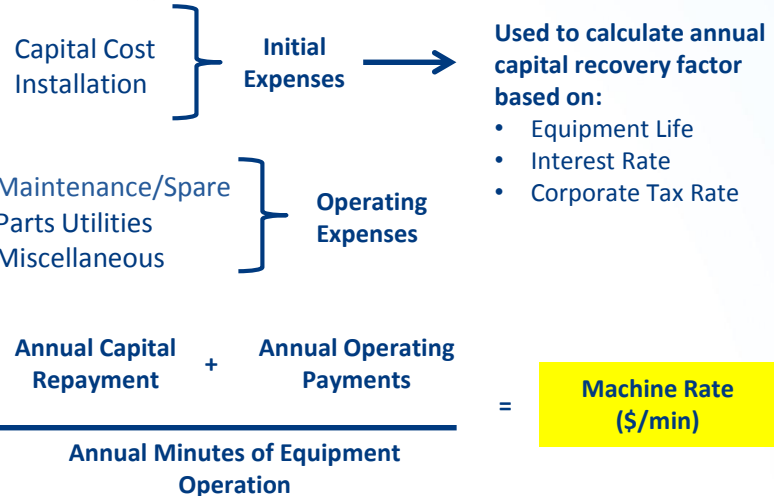 Capital Cost
Installation
Initial
Expenses
Used to calculate annual
capital recovery factor
based on:
• Equipment Life
• Interest Rate
• Corporate Tax Rate
Maintenance/Spare
Parts Utilities
Miscellaneous
Operating
Expenses
Annual Capital
Repayment
+
Annual Operating
Payments
Annual Minutes of Equipment
Operation
=
Machine Rate
($/min)